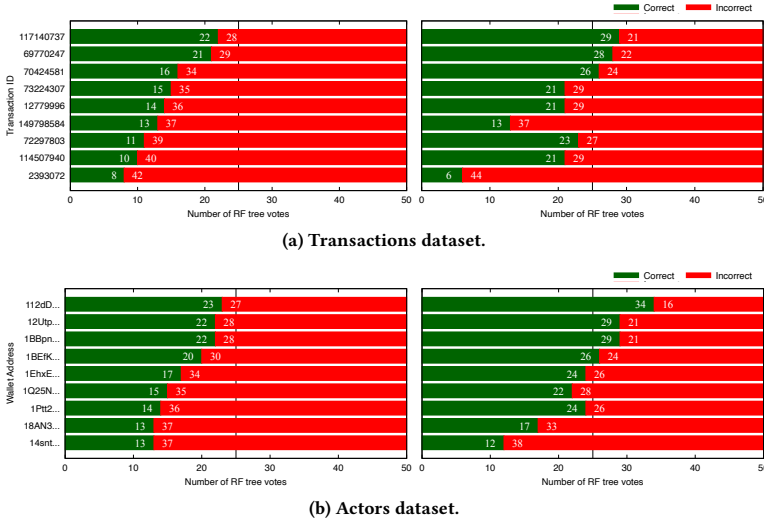 Correct Incorrect
Transaction ID
117140737 22 28 29 21
69770247 21 29 28 22
70424581 16 34 26 24
73224307 15 35 21 29
12779996 14 36 21 29
149798584 13 37 13 37
72297803 11 39 23 27
114507940 10 40 21 29
2393072 8 42 6 44
0 10 20 30 40 50 0 10 20 30 40 50
Number of RF tree votes Number of RF tree votes
(a) Transactions dataset.
Correct Incorrect
Wallet Address
112dD... 23 27 34 16
12Utp... 22 28 29 21
1BBpn... 22 28 29 21
1BEfK... 20 30 26 24
1EhxE... 17 34 24 26
1Q25N... 15 35 22 28
1Ptt2... 14 36 24 26
18AN3... 13 37 17 33
14snt... 13 37 12 38
0 10 20 30 40 50 0 10 20 30 40 50
Number of RF tree votes Number of RF tree votes
(b) Actors dataset.